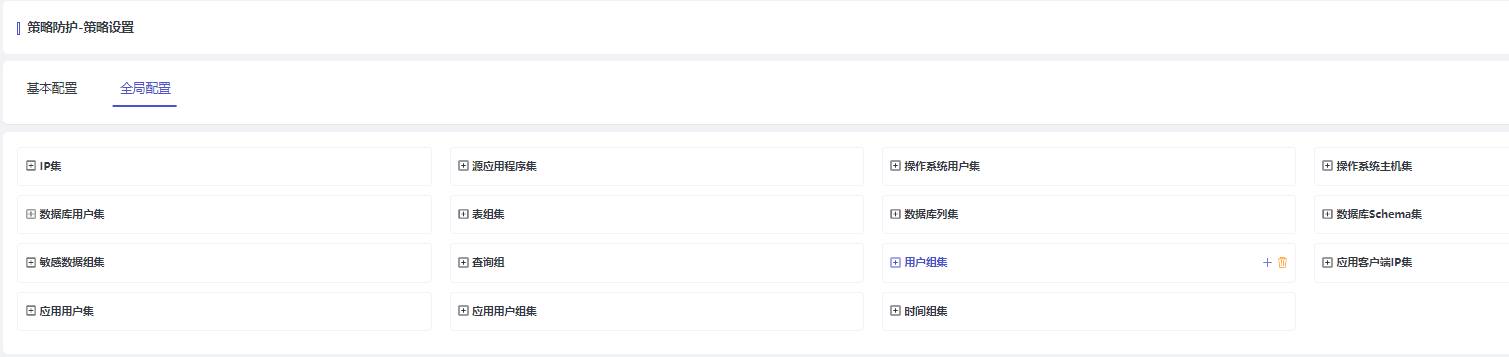 策略防护-策略设置
基本配置 全局配置
IP集 源应用程序集 操作系统用户集 操作系统主机集
数据库用户集 表组集 数据库列集 数据库Schema集
敏感数据组集 查询组 用户组集 应用客户端IP集
应用用户集 应用用户组集 时间组集